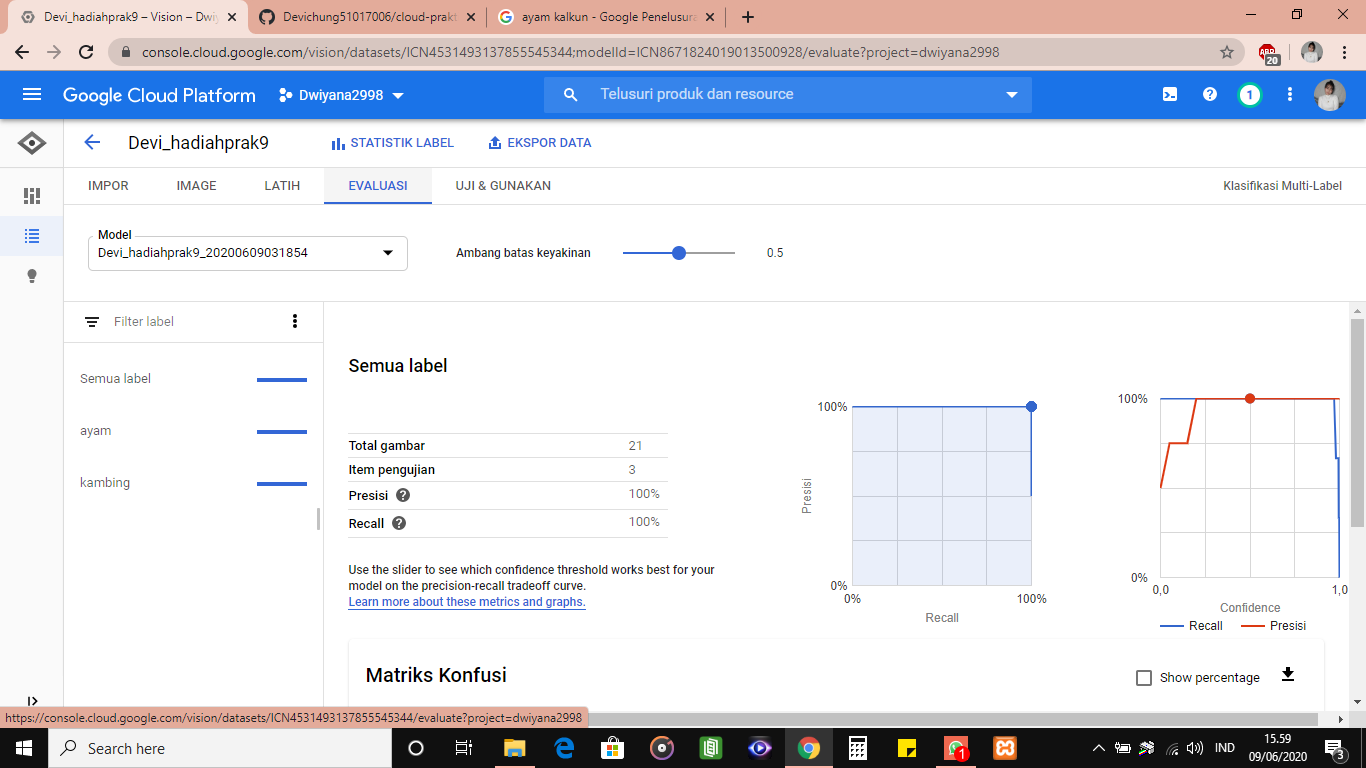 Devi_hadiahprak9 – Vision – Dwi
Devichung51017006/cloud-prakt
ayam kalkun - Google Penelusura
console.cloud.google.com/vision/datasets/ICN4531493137855545344;modelId=ICN8671824019013500928/evaluate?project=dwiyana2998
ABP
20
Google Cloud Platform
Dwiyana2998
Telusuri produk dan resource
1
Devi_hadiahprak9
STATISTIK LABEL
EKSPOR DATA
IMPOR
IMAGE
LATIH
EVALUASI
UJI & GUNAKAN
Klasifikasi Multi-Label
Model
Devi_hadiahprak9_20200609031854
Ambang batas keyakinan
0.5
Filter label
Semua label
ayam
kambing
Semua label
Total gambar 21
Item pengujian 3
Presisi ? 100%
Recall ? 100%
Use the slider to see which confidence threshold works best for your
model on the precision-recall tradeoff curve.
Learn more about these metrics and graphs.
100%
Presisi
0%
0%
100%
Recall
100%
0%
0,0
1,0
Confidence
Recall
Presisi
Matriks Konfusi
Show percentage
https://console.cloud.google.com/vision/datasets/ICN4531493137855545344/evaluate?project=dwiyana2998
Search here
1
IND
15.59
09/06/2020
3